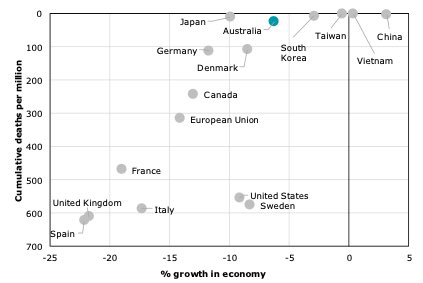 0
100
200
300
400
500
600
700
Cumulative deaths per million
Japan
Australia
Germany
Denmark
South
Korea
Taiwan
China
Vietnam
Canada
European Union
France
United States
Sweden
United Kingdom
Italy
Spain
-25
-20
-15
-10
-5
0
5
% growth in economy